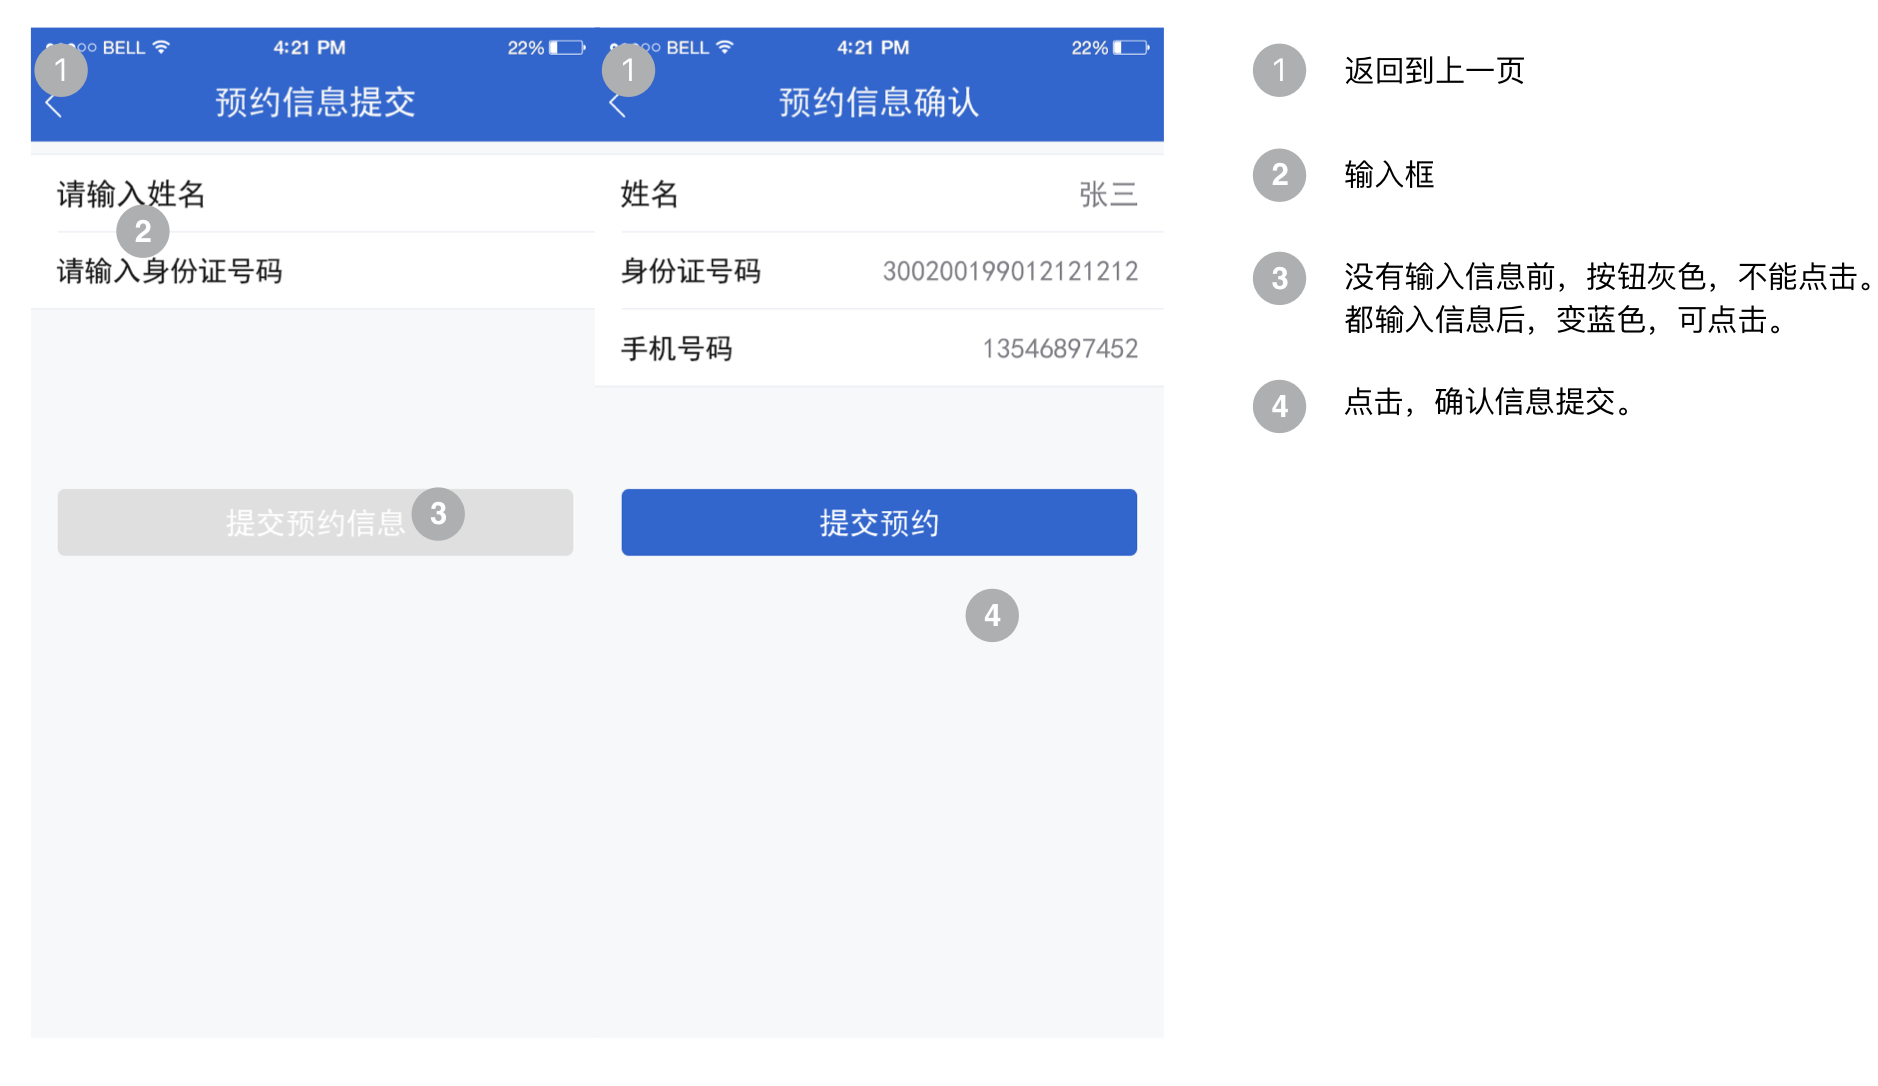 BELL 4:21 PM 22%
1
预约信息提交
请输入姓名
2
请输入身份证号码
提交预约信息
3
BELL 4:21 PM 22%
1
预约信息确认
姓名 张三
身份证号码 300200199012121212
手机号码 13546897452
提交预约
4
1 返回到上一页
2 输入框
3 没有输入信息前，按钮灰色，不能点击。
都输入信息后，变蓝色，可点击。
4 点击，确认信息提交。